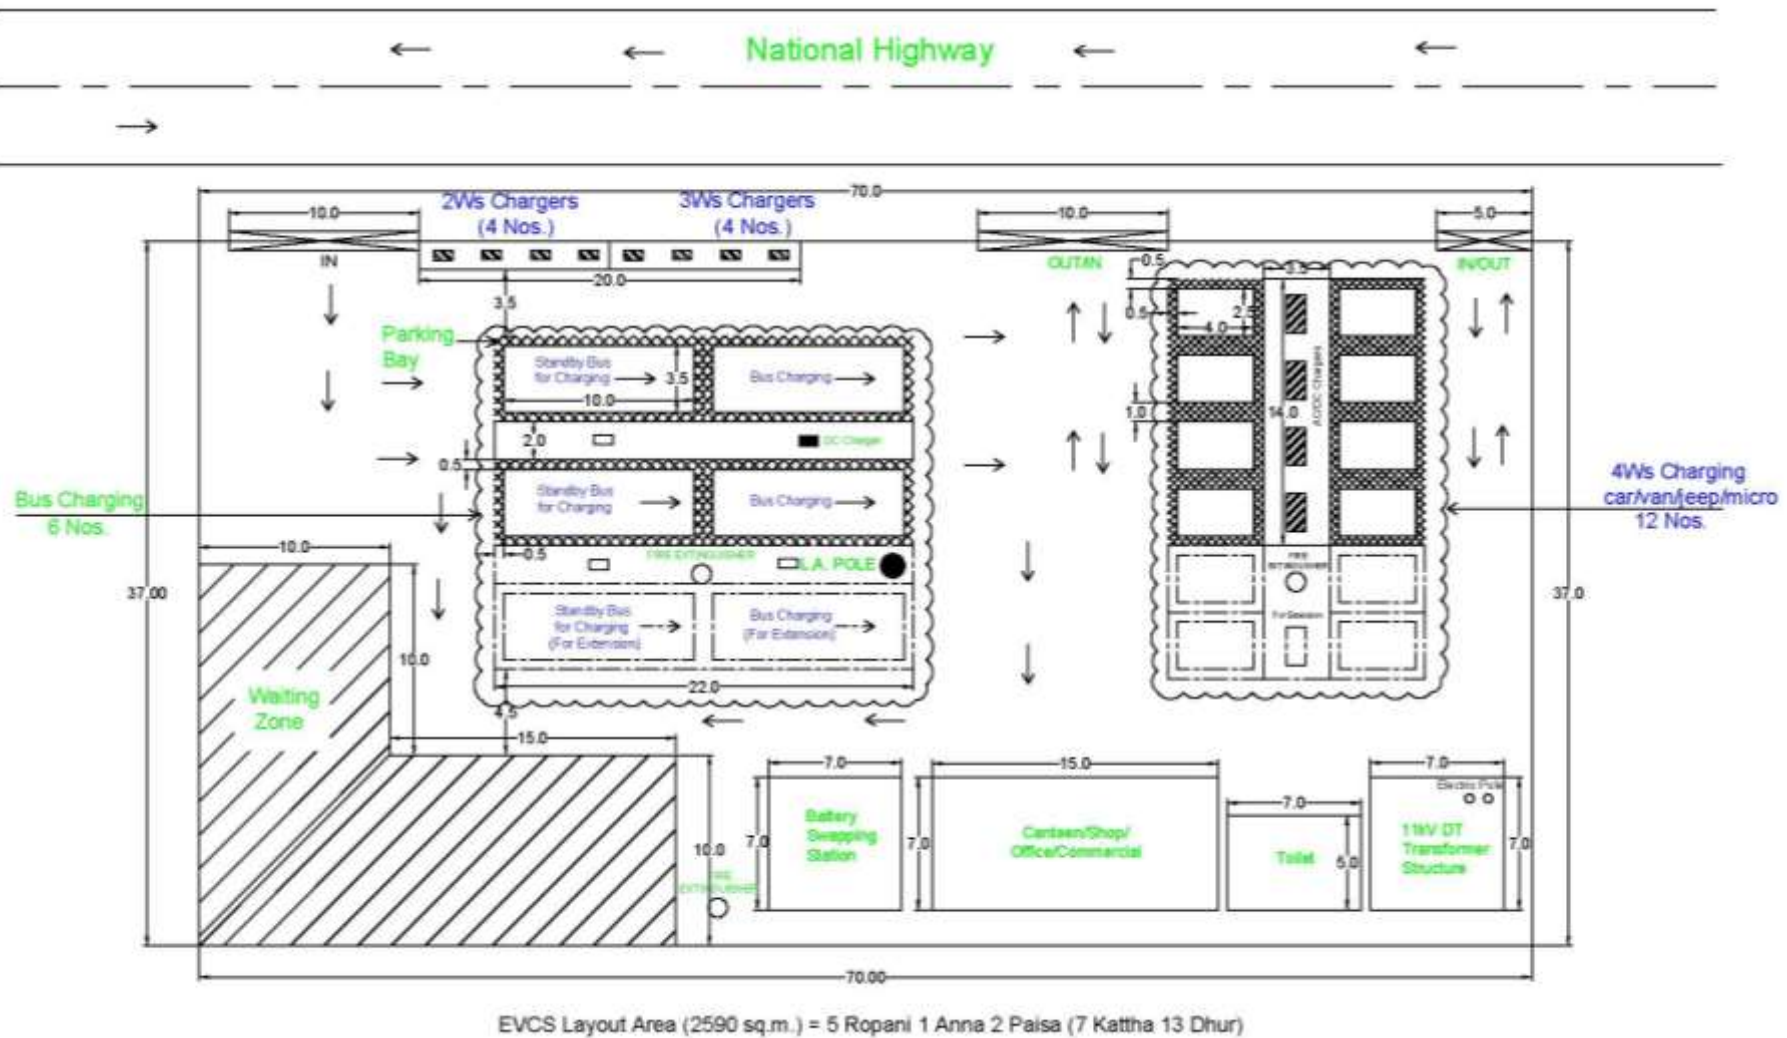 National Highway
70.0
2Ws Chargers
(4 Nos.)
3Ws Chargers
(4 Nos.)
10.0
10.0
5.0
IN
OUT/IN
IN/OUT
20.0
3.5
0.5
3.5
0.5
2.5
4.0
Parking
Bay
Standby Bus
for Charging
3.5
10.0
Bus Charging
1.0
14.0
AC/DC Chargers
2.0
DC Charger
0.5
Bus Charging
6 Nos.
Standby Bus
for Charging
Bus Charging
4Ws Charging
car/van/jeep/micro
12 Nos.
10.0
0.5
FIRE EXTINGUISHER
L.A. POLE
FIRE
EXTINGUISHER
37.00
37.0
Standby Bus
for Charging
(For Extension)
Bus Charging
(For Extension)
For Extension
10.0
22.0
Waiting
Zone
4.5
15.0
7.0
15.0
7.0
7.0
Electric Pole
Battery
Swapping
Station
7.0
Canteen/Shop/
Office/Commercial
7.0
Toilet
5.0
11kV DT
Transformer
Structure
7.0
10.0
FIRE
EXTINGUISHER
70.00
EVCS Layout Area (2590 sq.m.) = 5 Ropani 1 Anna 2 Paisa (7 Kattha 13 Dhur)